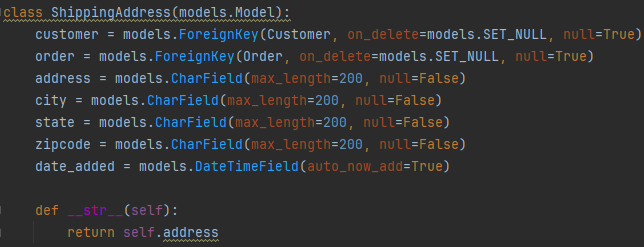 class ShippingAddress(models.Model):
    customer = models.ForeignKey(Customer, on_delete=models.SET_NULL, null=True)
    order = models.ForeignKey(Order, on_delete=models.SET_NULL, null=True)
    address = models.CharField(max_length=200, null=False)
    city = models.CharField(max_length=200, null=False)
    state = models.CharField(max_length=200, null=False)
    zipcode = models.CharField(max_length=200, null=False)
    date_added = models.DateTimeField(auto_now_add=True)
    def __str__(self):
        return self.address